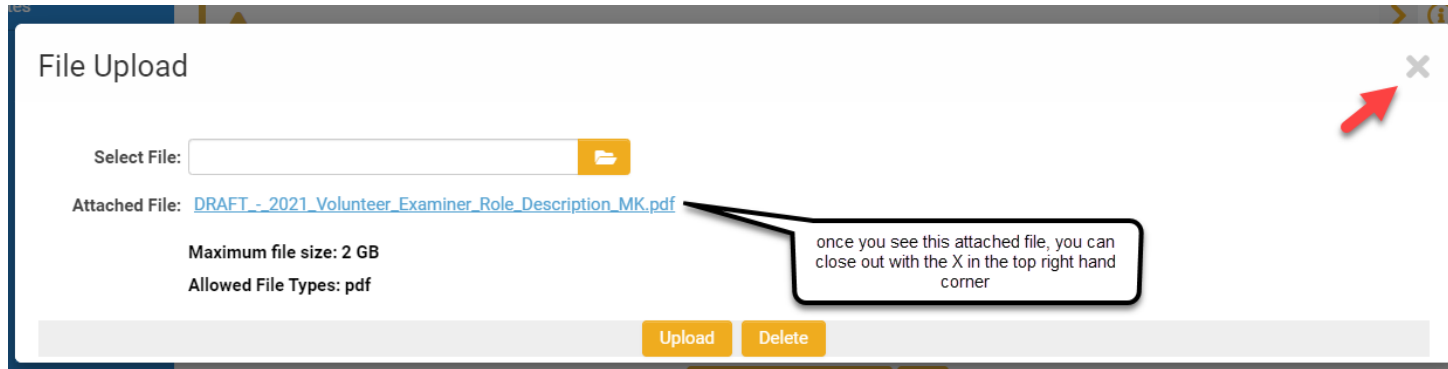 tes
File Upload
Select File:
Attached File: DRAFT_-_2021_Volunteer_Examiner_Role_Description_MK.pdf
once you see this attached file, you can
close out with the X in the top right hand
corner
Maximum file size: 2 GB
Allowed File Types: pdf
Upload Delete